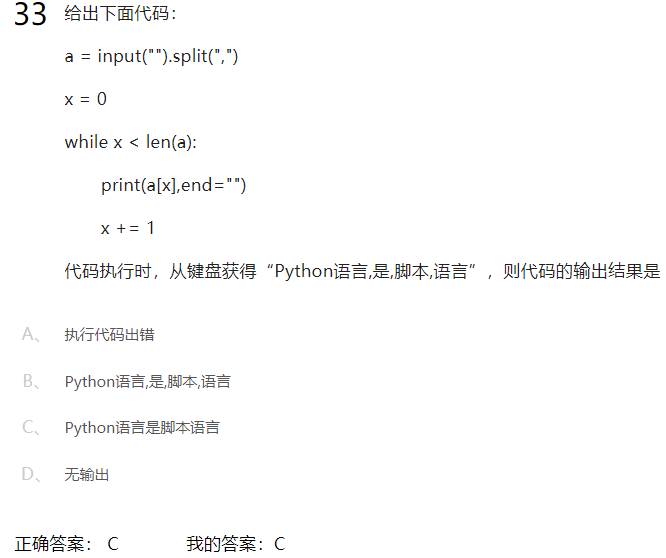 33 给出下面代码：
a = input("").split(",")
x = 0
while x < len(a):
print(a[x],end="")
x += 1
代码执行时，从键盘获得“Python语言,是,脚本,语言”，则代码的输出结果是
A、 执行代码出错
B、 Python语言,是,脚本,语言
C、 Python语言是脚本语言
D、 无输出
正确答案： C 我的答案：C